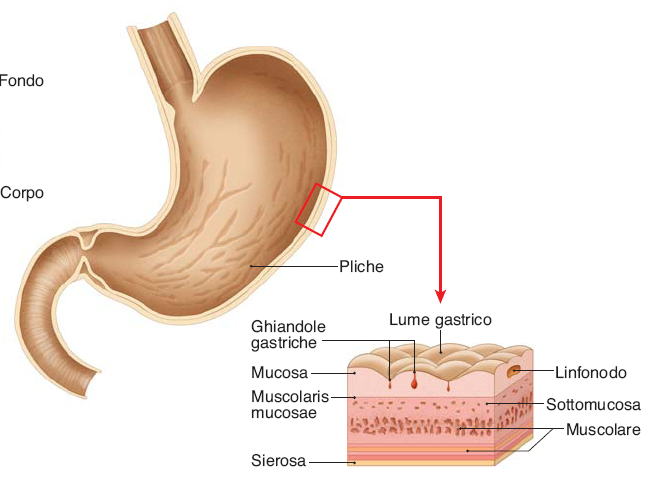 Fondo
Corpo
Pliche
Ghiandole
gastriche
Lume gastrico
Mucosa
Linfonodo
Muscolaris
mucosae
Sottomucosa
Muscolare
Sierosa